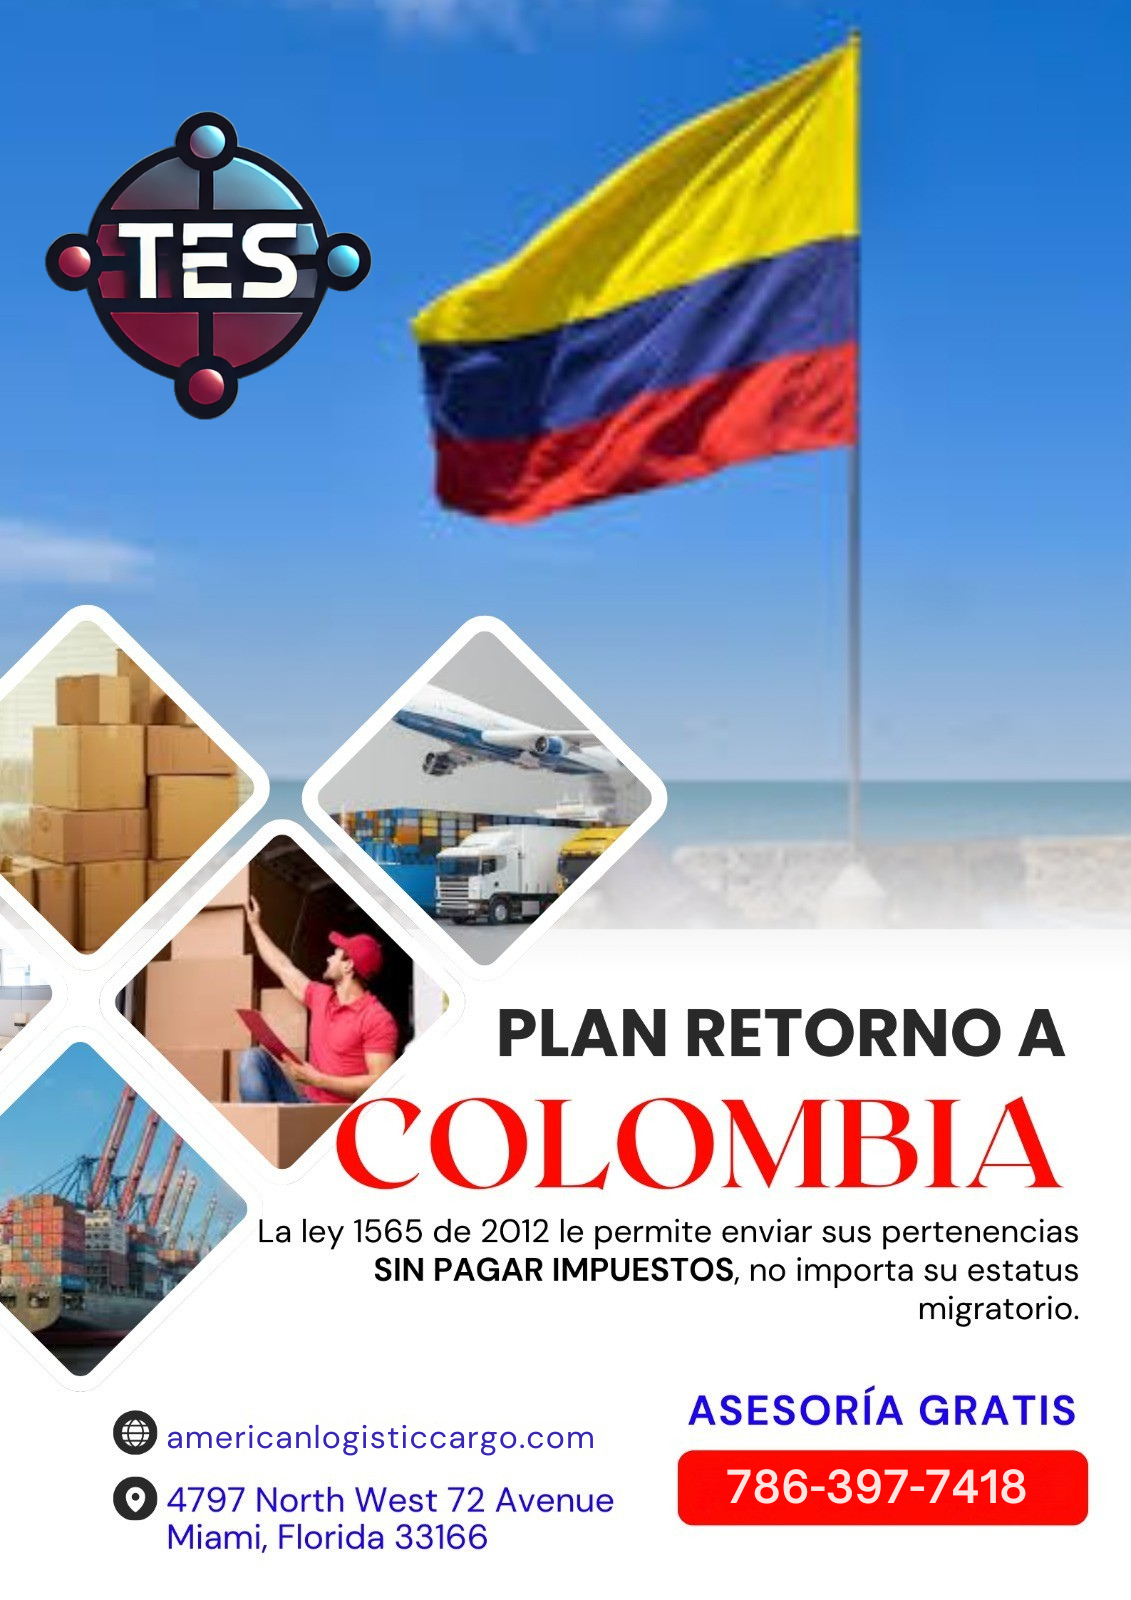 TES
PLAN RETORNO A
COLOMBIA
La ley 1565 de 2012 le permite enviar sus pertenencias
SIN PAGAR IMPUESTOS, no importa su estatus
migratorio.
ASESORÍA GRATIS
786-397-7418
americanlogisticcargo.com
4797 North West 72 Avenue
Miami, Florida 33166